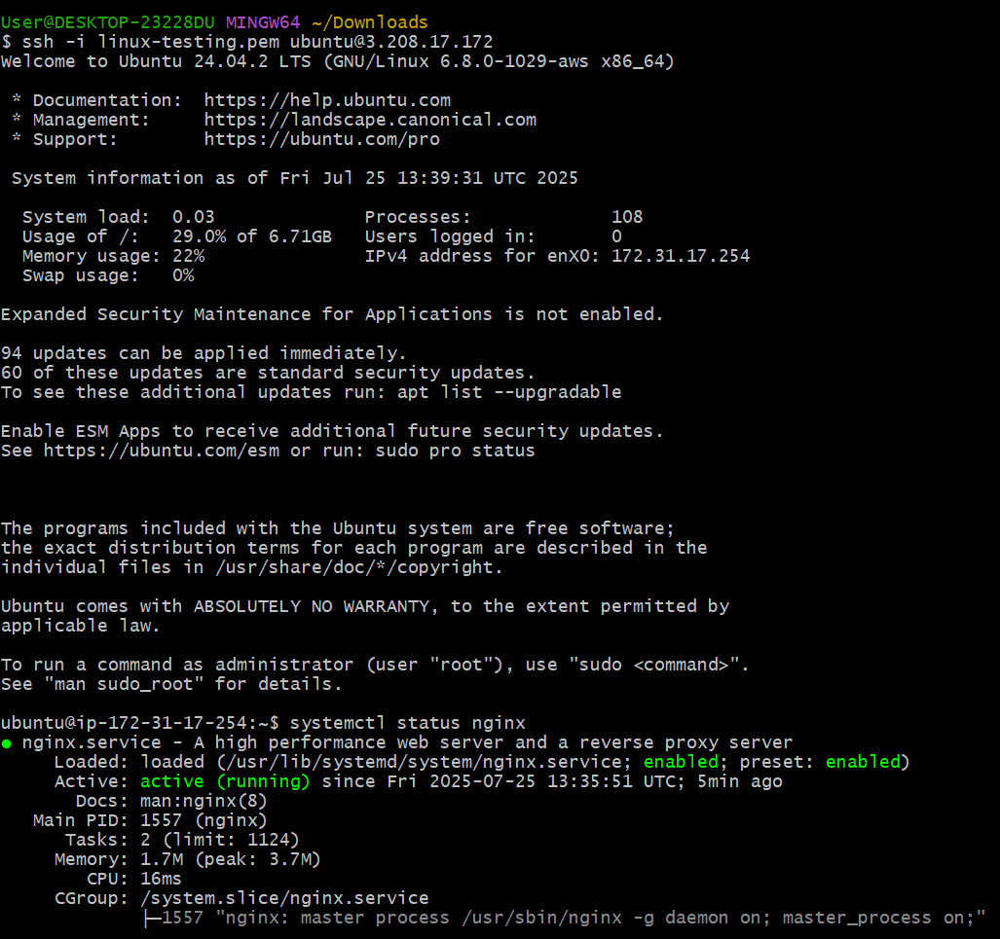 User@DESKTOP-23228DU MINGW64 ~/Downloads
$ ssh -i linux-testing.pem ubuntu@3.208.17.172
Welcome to Ubuntu 24.04.2 LTS (GNU/Linux 6.8.0-1029-aws x86_64)
* Documentation:  https://help.ubuntu.com
* Management:     https://landscape.canonical.com
* Support:        https://ubuntu.com/pro
System information as of Fri Jul 25 13:39:31 UTC 2025
System load:  0.03              Processes:             108
Usage of /:   29.0% of 6.71GB   Users logged in:       0
Memory usage: 22%               IPv4 address for enX0: 172.31.17.254
Swap usage:   0%
Expanded Security Maintenance for Applications is not enabled.
94 updates can be applied immediately.
60 of these updates are standard security updates.
To see these additional updates run: apt list --upgradable
Enable ESM Apps to receive additional future security updates.
See https://ubuntu.com/esm or run: sudo pro status
The programs included with the Ubuntu system are free software;
the exact distribution terms for each program are described in the
individual files in /usr/share/doc/*/copyright.
Ubuntu comes with ABSOLUTELY NO WARRANTY, to the extent permitted by
applicable law.
To run a command as administrator (user "root"), use "sudo <command>".
See "man sudo_root" for details.
ubuntu@ip-172-31-17-254:~$ systemctl status nginx
● nginx.service - A high performance web server and a reverse proxy server
Loaded: loaded (/usr/lib/systemd/system/nginx.service; enabled; preset: enabled)
Active: active (running) since Fri 2025-07-25 13:35:51 UTC; 5min ago
Docs: man:nginx(8)
Main PID: 1557 (nginx)
Tasks: 2 (limit: 1124)
Memory: 1.7M (peak: 3.7M)
CPU: 16ms
CGroup: /system.slice/nginx.service
├─1557 "nginx: master process /usr/sbin/nginx -g daemon on; master_process on;"